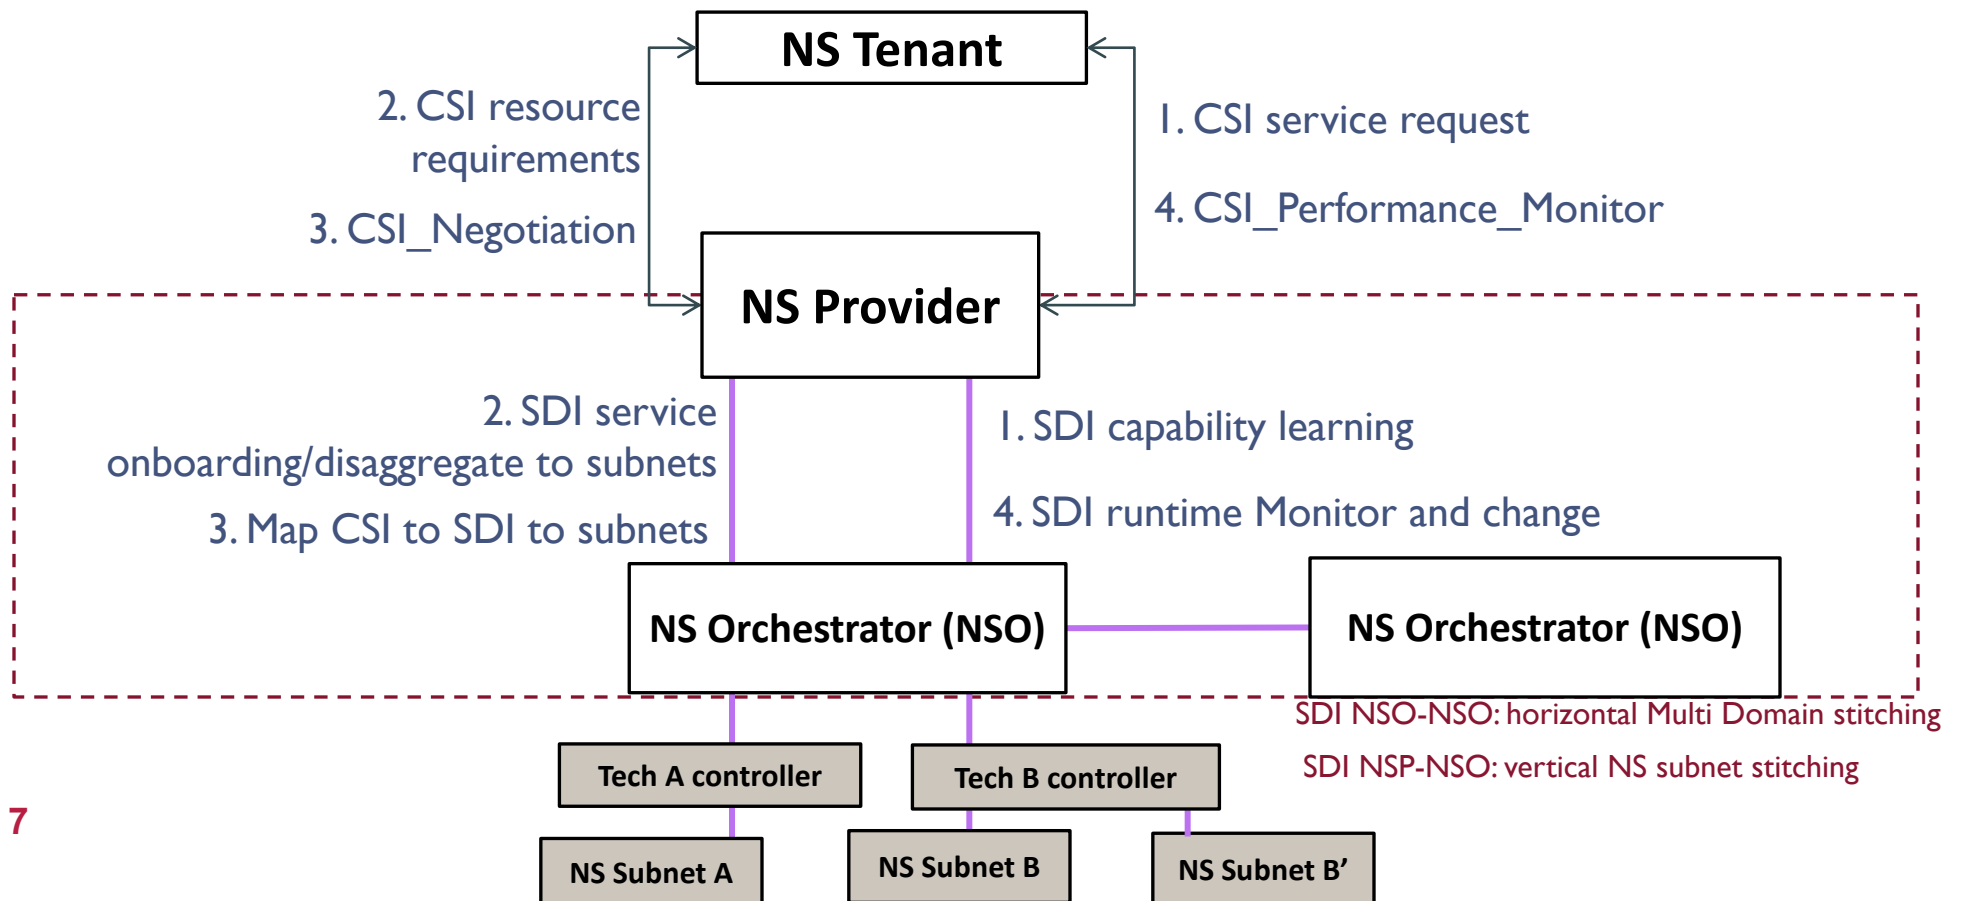 NS Tenant
2. CSI resource
requirements
1. CSI service request
3. CSI_Negotiation
4. CSI_Performance_Monitor
NS Provider
2. SDI service
onboarding/disaggregate to subnets
1. SDI capability learning
3. Map CSI to SDI to subnets
4. SDI runtime Monitor and change
NS Orchestrator (NSO)
NS Orchestrator (NSO)
SDI NSO-NSO: horizontal Multi Domain stitching
SDI NSP-NSO: vertical NS subnet stitching
Tech A controller
Tech B controller
7
NS Subnet A
NS Subnet B
NS Subnet B’